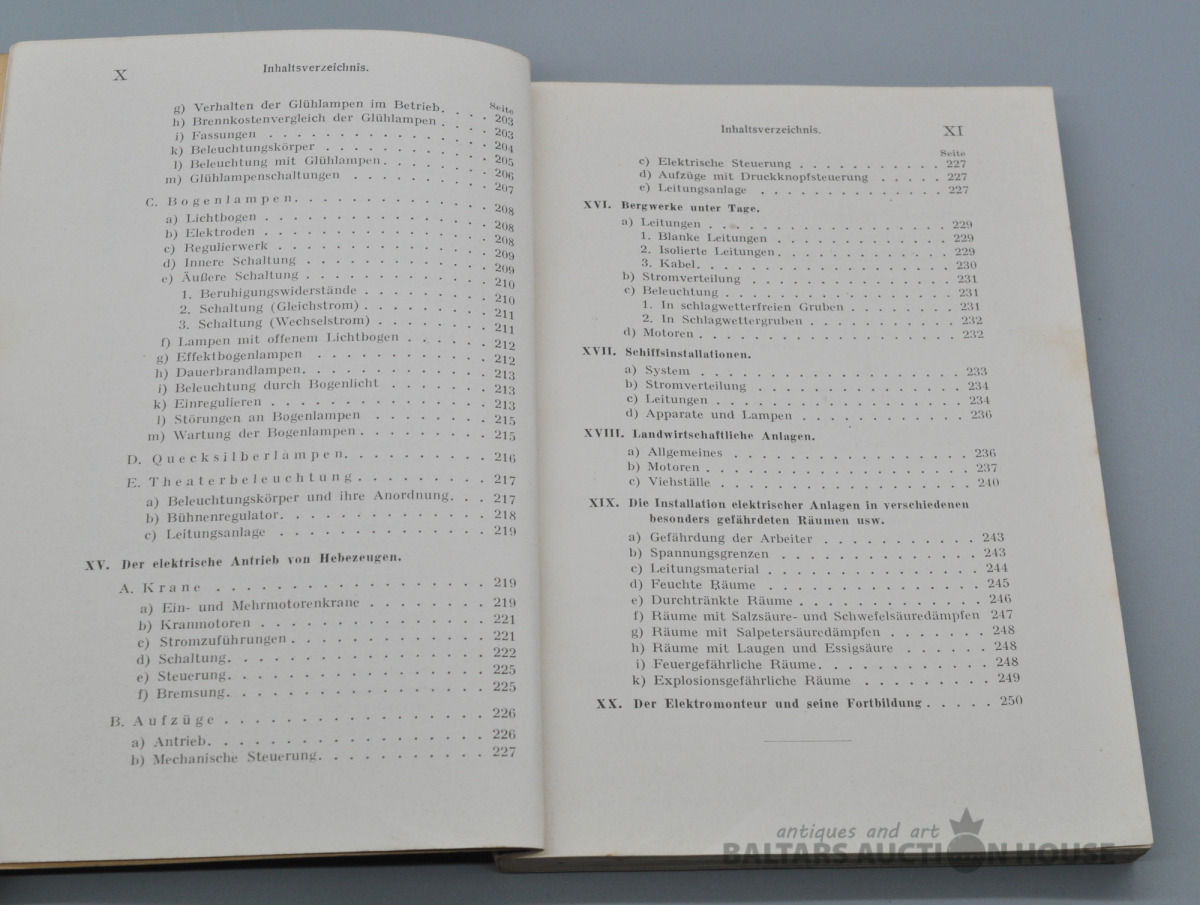 X Inhaltsverzeichnis.
Seite
g) Verhalten der Glühlampen im Betrieb. . . . 203
h) Brennkostenvergleich der Glühlampen . . . . 203
i) Fassungen . . . . . . . . . . . . . 204
k) Beleuchtungskörper . . . . . . . . . . 205
l) Beleuchtung mit Glühlampen. . . . . . . 206
m) Glühlampenschaltungen . . . . . . . . 207
C. Bogenlampen. . . . . . . . . . . . . 208
a) Lichtbogen . . . . . . . . . . . . . 208
b) Elektroden . . . . . . . . . . . . . 208
c) Regulierwerk . . . . . . . . . . . . 209
d) Innere Schaltung . . . . . . . . . . . 209
e) Äußere Schaltung . . . . . . . . . . . 210
1. Beruhigungswiderstände . . . . . . . 210
2. Schaltung (Gleichstrom) . . . . . . . . 211
3. Schaltung (Wechselstrom) . . . . . . . 211
f) Lampen mit offenem Lichtbogen . . . . . . 212
g) Effektbogenlampen . . . . . . . . . . 212
h) Dauerbrandlampen. . . . . . . . . . . 213
i) Beleuchtung durch Bogenlicht . . . . . . . 213
k) Einregulieren . . . . . . . . . . . . . 213
l) Störungen an Bogenlampen . . . . . . . . 215
m) Wartung der Bogenlampen . . . . . . . . . 215
D. Quecksilberlampen. . . . . . . . . . 216
E. Theaterbeleuchtung . . . . . . . . . 217
a) Beleuchtungskörper und ihre Anordnung. . . 217
b) Bühnenregulator. . . . . . . . . . . . . 218
c) Leitungsanlage . . . . . . . . . . . . . 219
XV. Der elektrische Antrieb von Hebezeugen.
A. Krane . . . . . . . . . . . . . . . . 219
a) Ein- und Mehrmotorenkrane . . . . . . . . 219
b) Kranmotoren . . . . . . . . . . . . . . 221
c) Stromzuführungen . . . . . . . . . . . . 221
d) Schaltung. . . . . . . . . . . . . . . 222
e) Steuerung. . . . . . . . . . . . . . . 225
f) Bremsung. . . . . . . . . . . . . . . 225
B. Aufzüge . . . . . . . . . . . . . . . 226
a) Antrieb. . . . . . . . . . . . . . . . 226
b) Mechanische Steuerung. . . . . . . . . . 227
Inhaltsverzeichnis. XI
Seite
c) Elektrische Steuerung . . . . . . . . . . 227
d) Aufzüge mit Druckknopfsteuerung . . . . . 227
e) Leitungsanlage . . . . . . . . . . . . 227
XVI. Bergwerke unter Tage.
a) Leitungen . . . . . . . . . . . . . . . 229
1. Blanke Leitungen . . . . . . . . . . . 229
2. Isolierte Leitungen. . . . . . . . . . . 229
3. Kabel. . . . . . . . . . . . . . . . 230
b) Stromverteilung . . . . . . . . . . . . . 231
c) Beleuchtung . . . . . . . . . . . . . . 231
1. In schlagwetterfreien Gruben . . . . . . . 231
2. In Schlagwettergruben . . . . . . . . . 232
d) Motoren . . . . . . . . . . . . . . . . 232
XVII. Schiffsinstallationen.
a) System . . . . . . . . . . . . . . . . 233
b) Stromverteilung . . . . . . . . . . . . . 234
c) Leitungen . . . . . . . . . . . . . . . 234
d) Apparate und Lampen . . . . . . . . . . . 236
XVIII. Landwirtschaftliche Anlagen.
a) Allgemeines . . . . . . . . . . . . . . 236
b) Motoren . . . . . . . . . . . . . . . . 237
c) Viehställe . . . . . . . . . . . . . . . 240
XIX. Die Installation elektrischer Anlagen in verschiedenen
besonders gefährdeten Räumen usw.
a) Gefährdung der Arbeiter . . . . . . . . . . 243
b) Spannungsgrenzen . . . . . . . . . . . . 243
c) Leitungsmaterial . . . . . . . . . . . . . 244
d) Feuchte Räume . . . . . . . . . . . . . 245
e) Durchtränkte Räume . . . . . . . . . . . 246
f) Räume mit Salzsäure- und Schwefelsäuredämpfen 247
g) Räume mit Salpetersäuredämpfen . . . . . . . 248
h) Räume mit Laugen und Essigsäure . . . . . . 248
i) Feuergefährliche Räume. . . . . . . . . . . 248
k) Explosionsgefährliche Räume . . . . . . . . . 249
XX. Der Elektromonteur und seine Fortbildung . . . . . 250
antiques and art
BALTARS AUCTION HOUSE